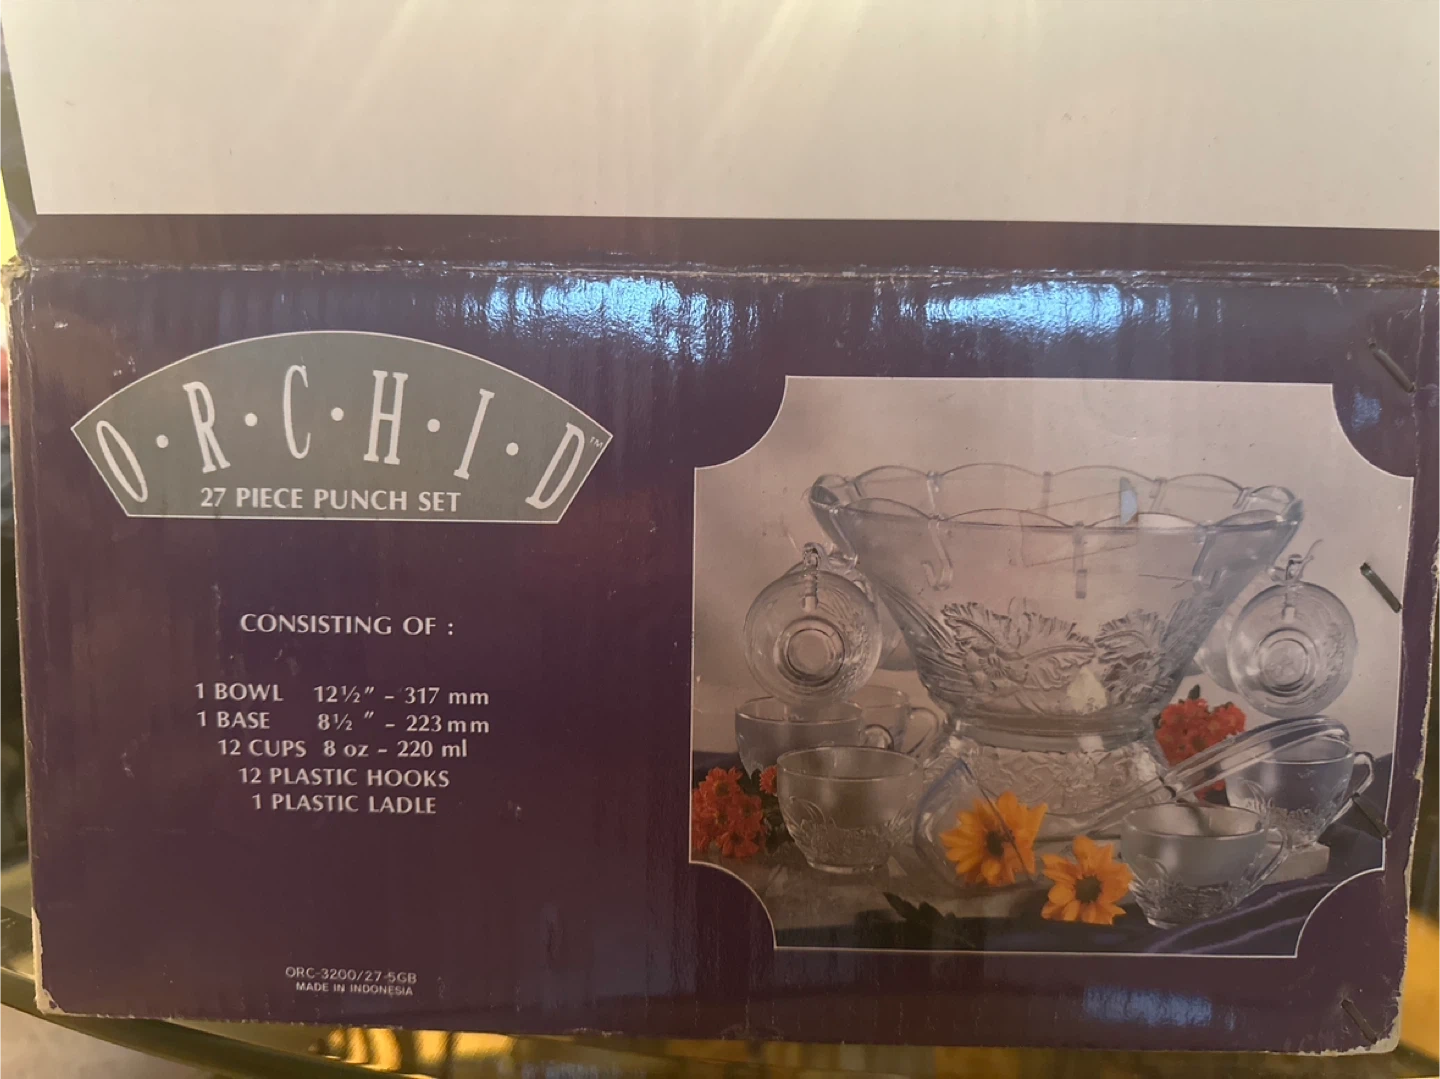 O·R·C·H·I·D™
27 PIECE PUNCH SET
CONSISTING OF :
1 BOWL 12½" - 317 mm
1 BASE 8½ " - 223 mm
12 CUPS 8 oz - 220 ml
12 PLASTIC HOOKS
1 PLASTIC LADLE
ORC-3200/27-5GB
MADE IN INDONESIA